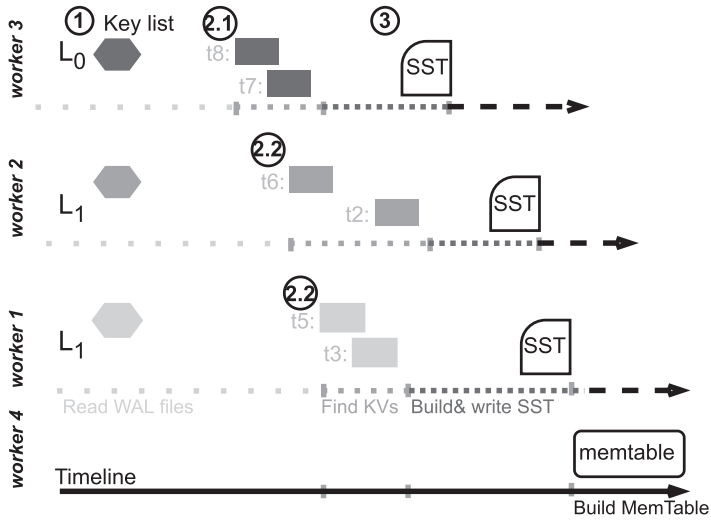 worker 3
1 Key list
2.1
3
L0
t8:
t7:
SST
worker 2
2.2
L1
t6:
t2:
SST
worker 1
2.2
L1
t5:
t3:
SST
Read WAL files
Find KVs
Build& write SST
worker 4
memtable
Timeline
Build MemTable